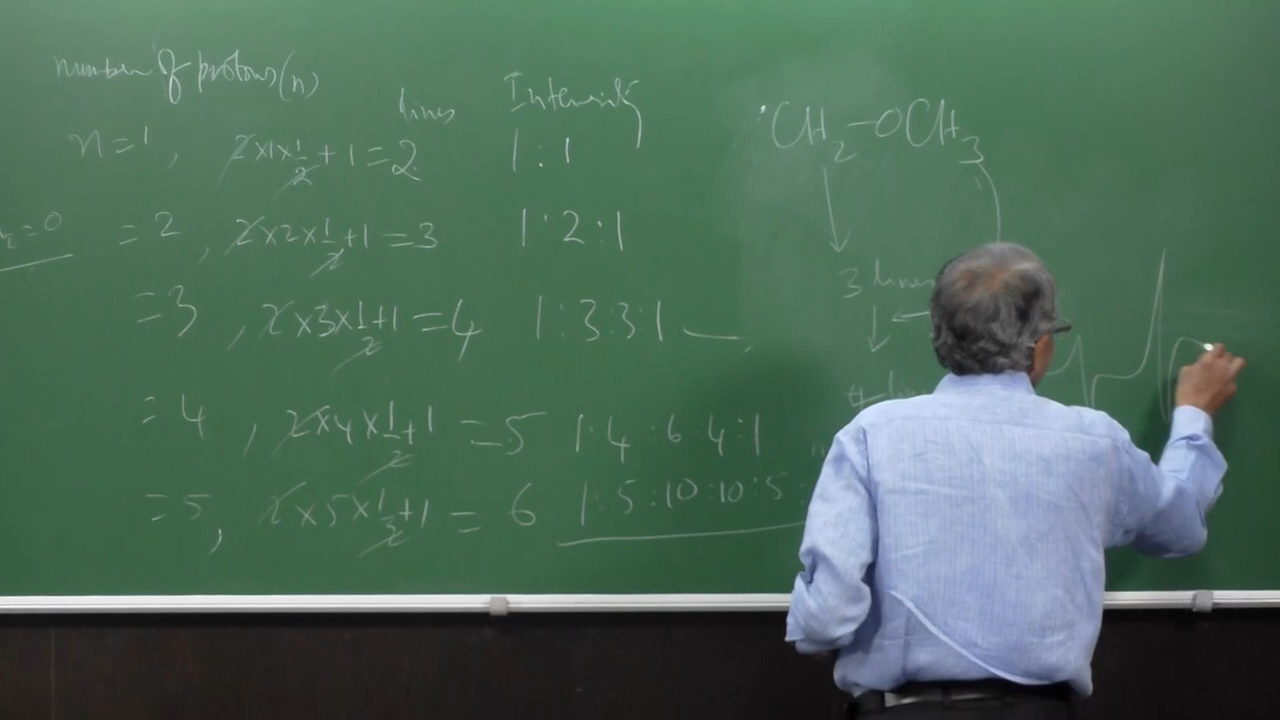 number of protons(n)
lines Intensity
n=1, 2×1×1/2+1=2 1:1
=2, 2×2×1/2+1=3 1:2:1
=3, 2×3×1/2+1=4 1:3:3:1
=4, 2×4×1/2+1=5 1:4:6:4:1
=5, 2×5×1/2+1=6 1:5:10:10:5:
=0
·CH₂-OCH₃
3 lines
4